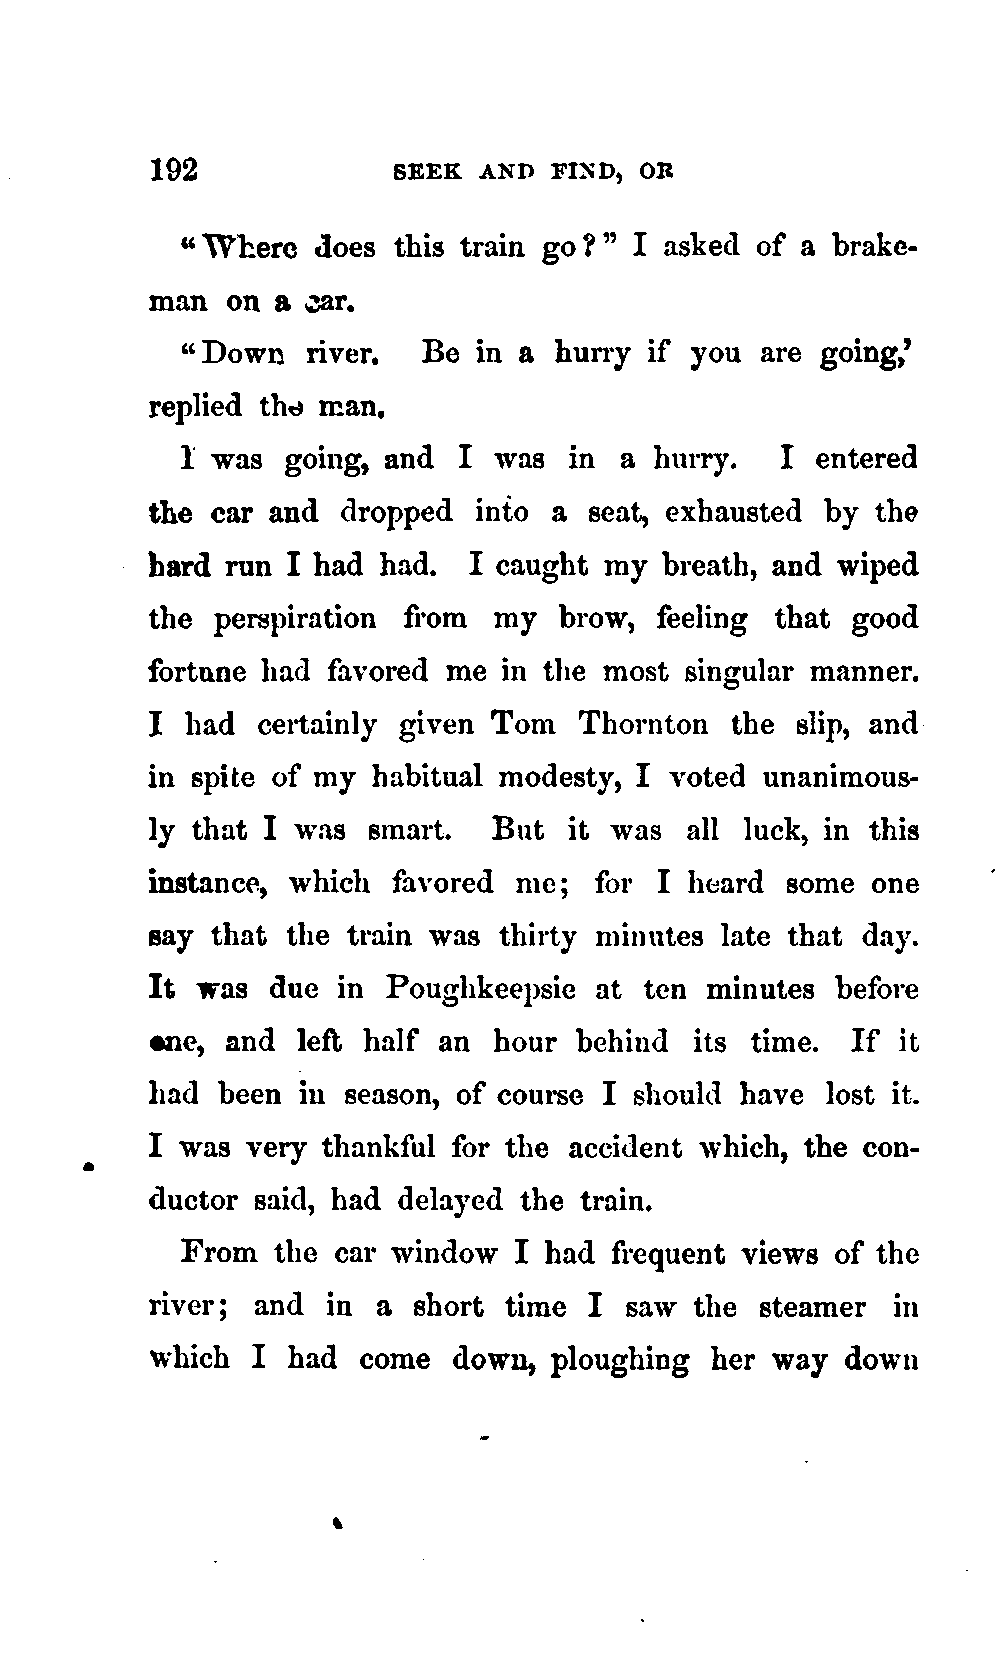 192 SEEK AND FIND, OR
"Where does this train go?" I asked of a brake-
man on a car.
"Down river. Be in a hurry if you are going,'
replied the man.
I was going, and I was in a hurry. I entered
the car and dropped into a seat, exhausted by the
hard run I had had. I caught my breath, and wiped
the perspiration from my brow, feeling that good
fortune had favored me in the most singular manner.
I had certainly given Tom Thornton the slip, and
in spite of my habitual modesty, I voted unanimous-
ly that I was smart. But it was all luck, in this
instance, which favored me; for I heard some one
say that the train was thirty minutes late that day.
It was due in Poughkeepsie at ten minutes before
one, and left half an hour behind its time. If it
had been in season, of course I should have lost it.
I was very thankful for the accident which, the con-
ductor said, had delayed the train.
From the car window I had frequent views of the
river; and in a short time I saw the steamer in
which I had come down, ploughing her way down